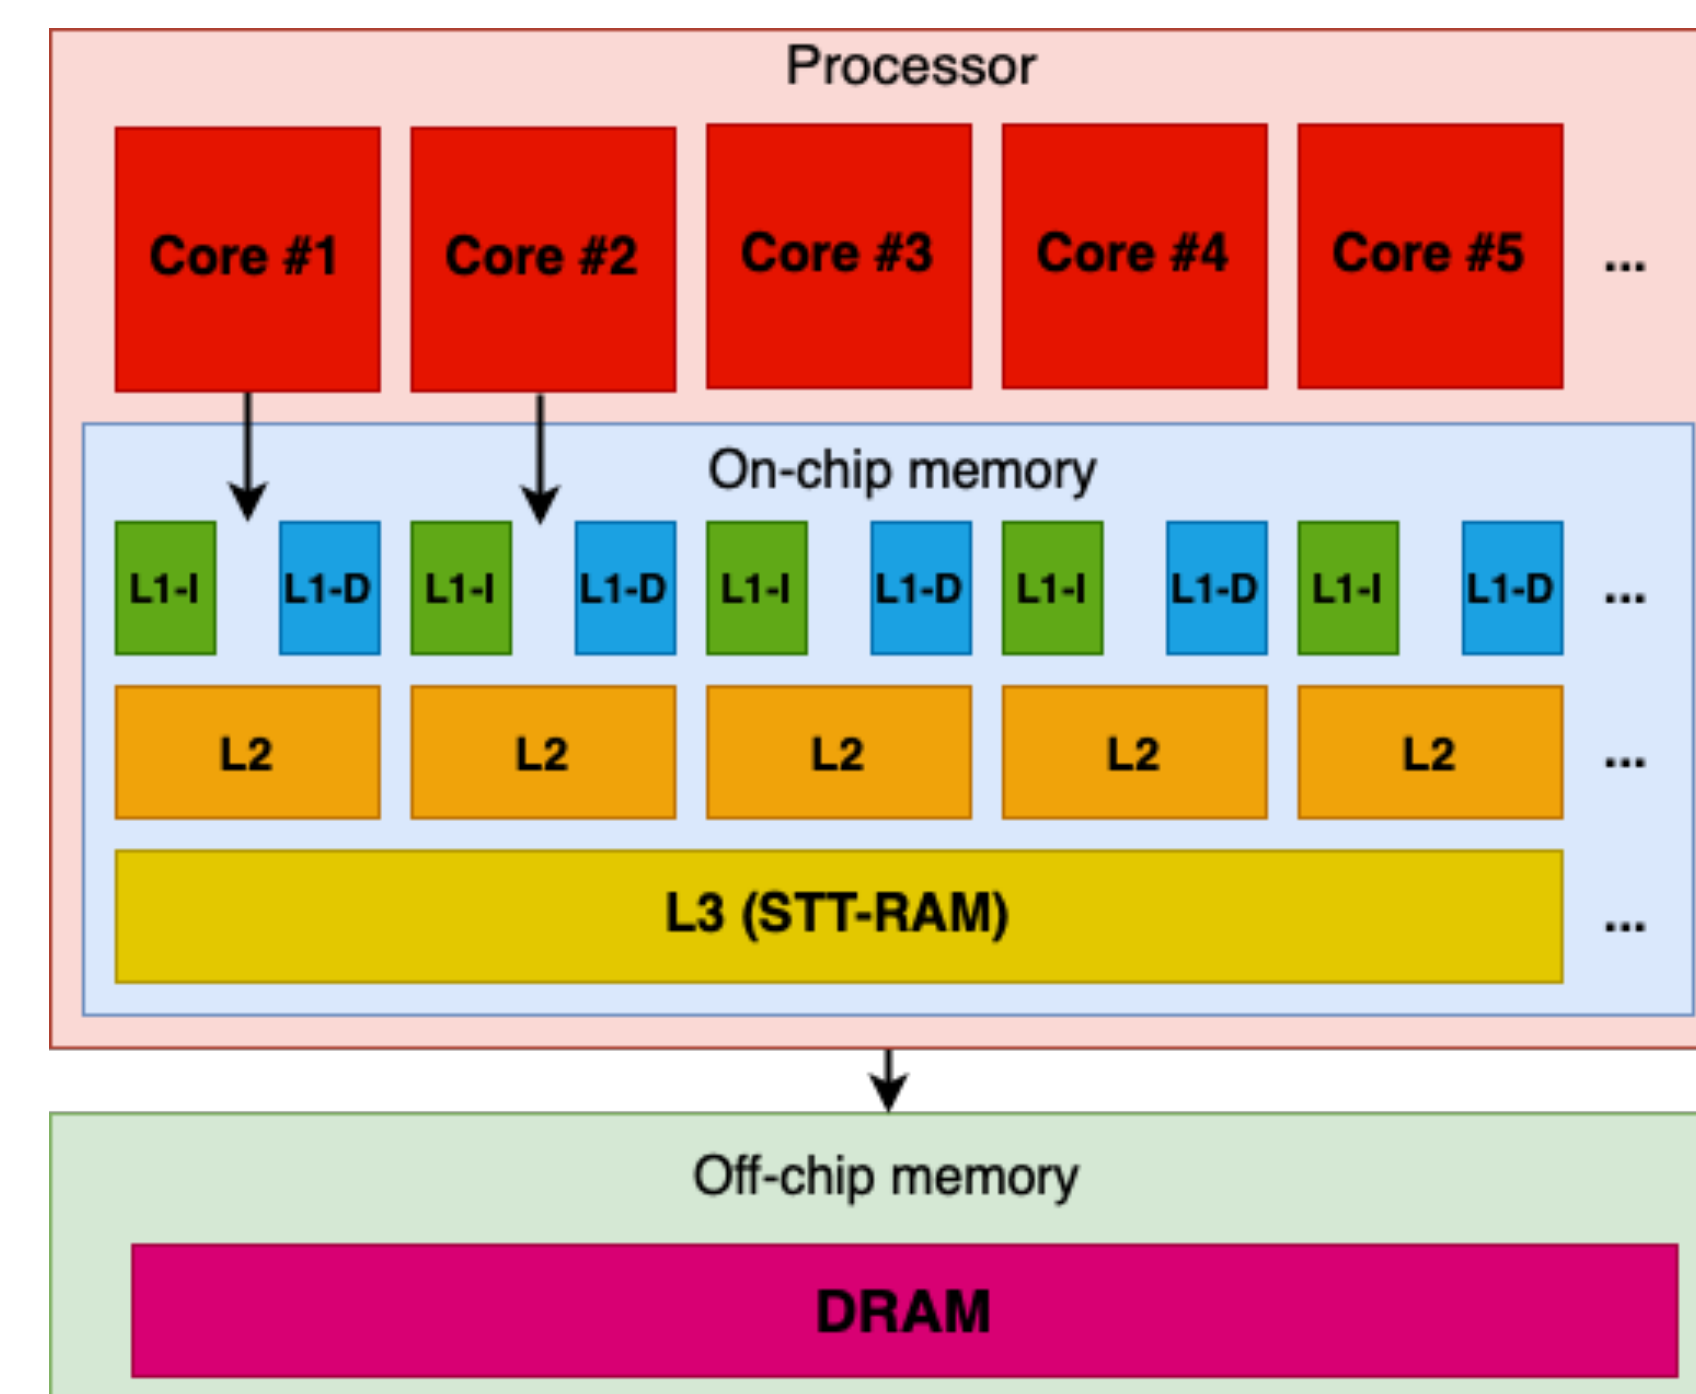 Processor
Core #1 Core #2 Core #3 Core #4 Core #5 ...
On-chip memory
L1-I L1-D L1-I L1-D L1-I L1-D L1-I L1-D L1-I L1-D ...
L2 L2 L2 L2 L2 ...
L3 (STT-RAM) ...
Off-chip memory
DRAM